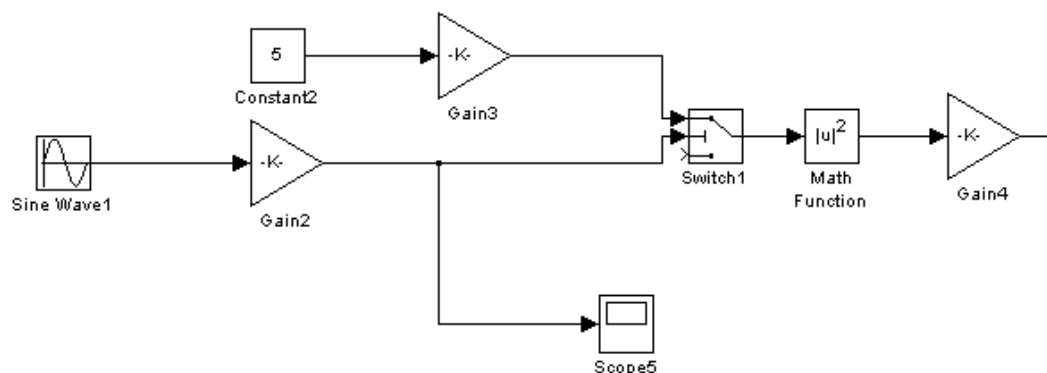 5
Constant2
-K-
Gain3
Sine Wave1
-K-
Gain2
Switch1
|u|2
Math
Function
-K-
Gain4
Scope5